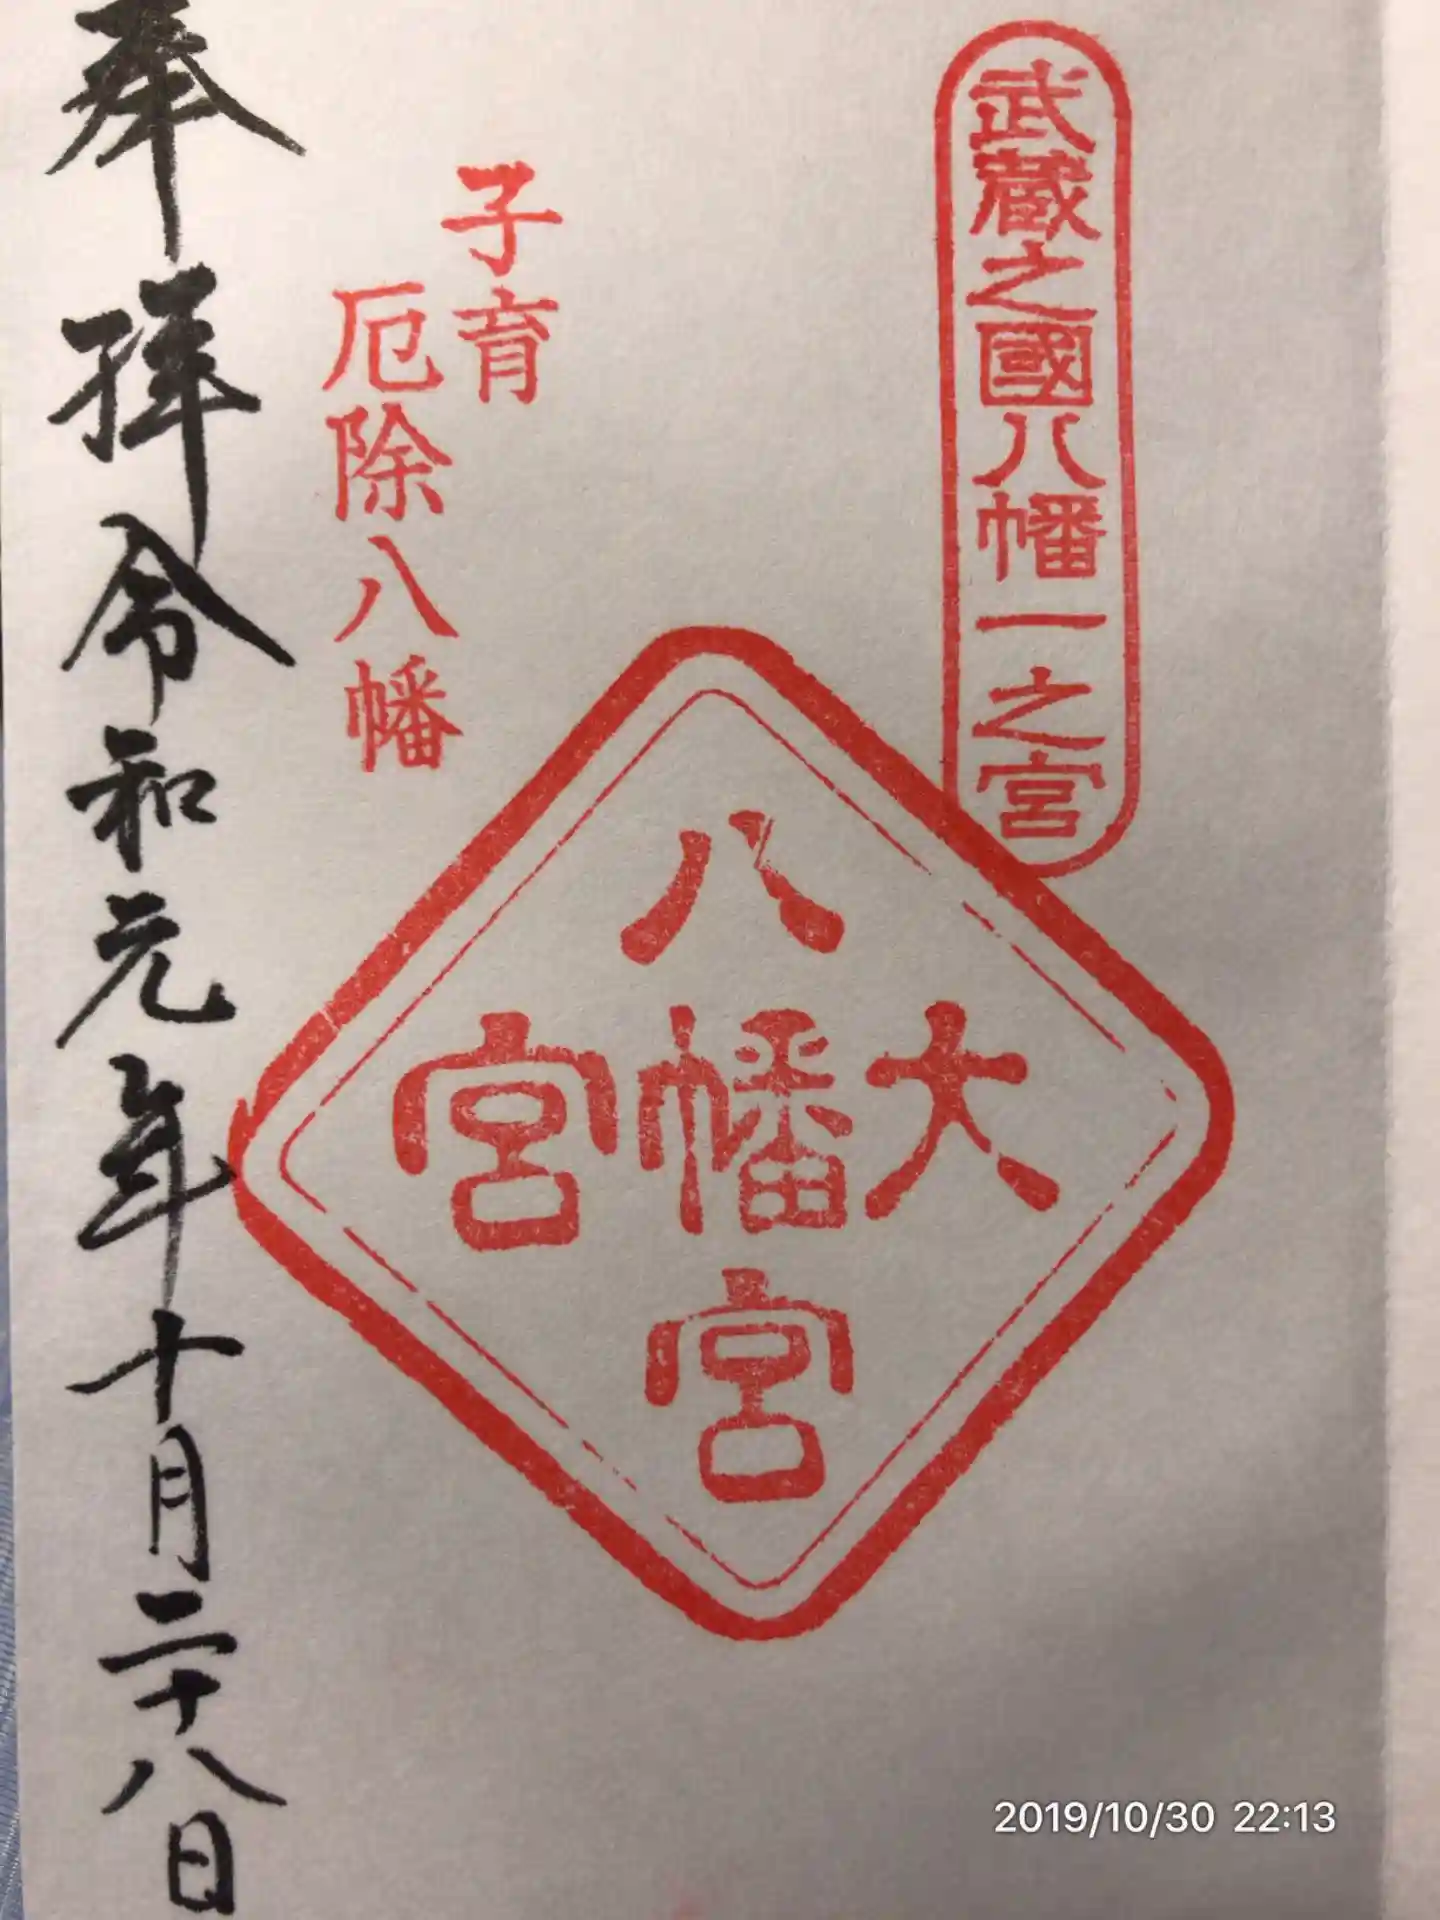 武蔵之國八幡一之宮
八幡宮
大幡宮
子育
厄除八幡
奉拝令和元年十月二十八日
2019/10/30 22:13